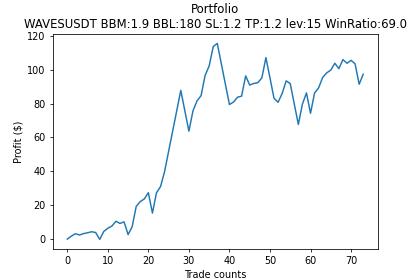 Portfolio
WAVESUSDT BBM:1.9 BBL:180 SL:1.2 TP:1.2 lev:15 WinRatio:69.0
120
100
80
60
40
20
0
Profit ($)
0 10 20 30 40 50 60 70
Trade counts